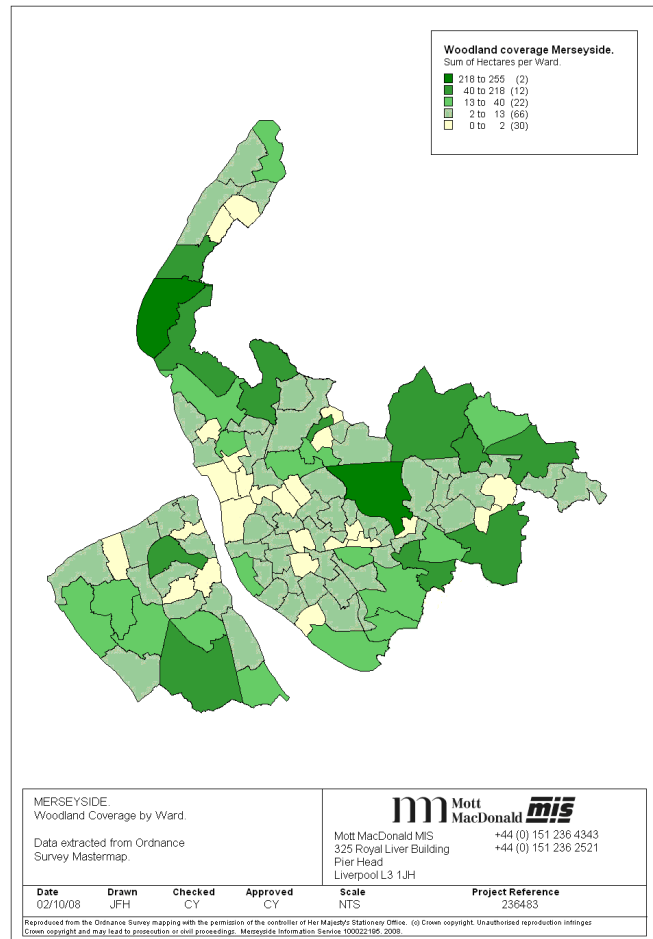 Woodland coverage Merseyside.
Sum of Hectares per Ward.
218 to 255 (2)
40 to 218 (12)
13 to 40 (22)
2 to 13 (66)
0 to 2 (30)
MERSEYSIDE.
Woodland Coverage by Ward.
Data extracted from Ordnance
Survey Mastermap.
Mott
MacDonald mis
Mott MacDonald MIS
325 Royal Liver Building
Pier Head
Liverpool L3 1JH
+44 (0) 151 236 4343
+44 (0) 151 236 2521
Date Drawn Checked Approved Scale Project Reference
02/10/08 JFH CY CY NTS 236483
Reproduced from the Ordnance Survey mapping with the permission of the controller of Her Majesty's Stationery Office. (c) Crown copyright. Unauthorised reproduction infringes
Crown copyright and may lead to prosecution or civil proceedings. Merseyside Information Service 100022195, 2008.